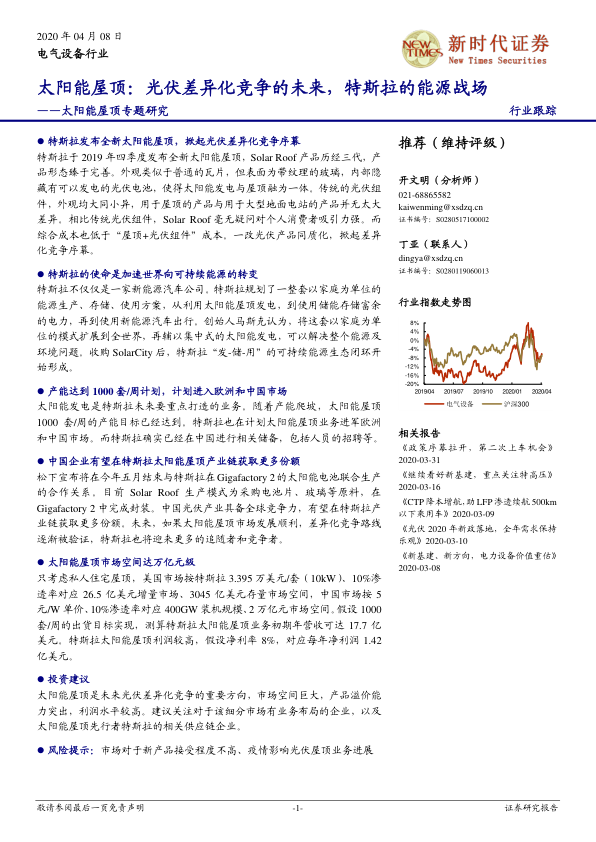 2020 年 04 月 08 日
电气设备行业
NEW TIMES
新时代证券
New Times Securities
太阳能屋顶：光伏差异化竞争的未来，特斯拉的能源战场
——太阳能屋顶专题研究
行业跟踪
● 特斯拉发布全新太阳能屋顶，掀起光伏差异化竞争序幕
特斯拉于 2019 年四季度发布全新太阳能屋顶，Solar Roof 产品历经三代，产
品形态臻于完善。外观类似于普通的瓦片，但表面为带纹理的玻璃，内部隐
藏有可以发电的光伏电池，使得太阳能发电与屋顶融为一体。传统的光伏组
件，外观均大同小异，用于屋顶的产品与用于大型地面电站的产品并无太大
差异。相比传统光伏组件，Solar Roof 毫无疑问对个人消费者吸引力强。而
综合成本也低于“屋顶+光伏组件”成本。一改光伏产品同质化，掀起差异
化竞争序幕。
● 特斯拉的使命是加速世界向可持续能源的转变
特斯拉不仅仅是一家新能源汽车公司。特斯拉规划了一整套以家庭为单位的
能源生产、存储、使用方案，从利用太阳能屋顶发电，到使用储能存储富余
的电力，再到使用新能源汽车出行。创始人马斯克认为，将这套以家庭为单
位的模式扩展到全世界，再辅以集中式的太阳能发电，可以解决整个能源及
环境问题。收购 SolarCity 后，特斯拉“发-储-用”的可持续能源生态闭环开
始形成。
● 产能达到 1000 套/周计划，计划进入欧洲和中国市场
太阳能发电是特斯拉未来要重点打造的业务。随着产能爬坡，太阳能屋顶
1000 套/周的产能目标已经达到。特斯拉也在计划太阳能屋顶业务进军欧洲
和中国市场。而特斯拉确实已经在中国进行相关储备，包括人员的招聘等。
● 中国企业有望在特斯拉太阳能屋顶产业链获取更多份额
松下宣布将在今年五月结束与特斯拉在 Gigafactory 2 的太阳能电池联合生产
的合作关系。目前 Solar Roof 生产模式为采购电池片、玻璃等原料，在
Gigafactory 2 中完成封装。中国光伏产业具备全球竞争力，有望在特斯拉产
业链获取更多份额。未来，如果太阳能屋顶市场发展顺利，差异化竞争路线
逐渐被验证，特斯拉也将迎来更多的追随者和竞争者。
● 太阳能屋顶市场空间达万亿元级
只考虑私人住宅屋顶，美国市场按特斯拉 3.395 万美元/套（10kW）、10%渗
透率对应 26.5 亿美元增量市场、3045 亿美元存量市场空间，中国市场按 5
元/W 单价、10%渗透率对应 400GW 装机规模、2 万亿元市场空间。假设 1000
套/周的出货目标实现，测算特斯拉太阳能屋顶业务初期年营收可达 17.7 亿
美元。特斯拉太阳能屋顶利润较高，假设净利率 8%，对应每年净利润 1.42
亿美元。
● 投资建议
太阳能屋顶是未来光伏差异化竞争的重要方向，市场空间巨大，产品溢价能
力突出，利润水平较高。建议关注对于该细分市场有业务布局的企业，以及
太阳能屋顶先行者特斯拉的相关供应链企业。
● 风险提示：市场对于新产品接受程度不高、疫情影响光伏屋顶业务进展
推荐（维持评级）
开文明（分析师）
021-68865582
kaiwenming@xsdzq.cn
证书编号：S0280517100002
丁亚（联系人）
dingya@xsdzq.cn
证书编号：S0280119060013
行业指数走势图
8%
4%
0%
-4%
-8%
-12%
-16%
-20%
2019/04 2019/07 2019/10 2020/01 2020/04
电气设备 沪深300
相关报告
《政策序幕拉开，第二次上车机会》
2020-03-31
《继续看好新基建，重点关注特高压》
2020-03-16
《CTP 降本增航，助 LFP 渗透续航 500km
以下乘用车》2020-03-09
《光伏 2020 年新政落地，全年需求保持
乐观》2020-03-10
《新基建，新方向，电力设备价值重估》
2020-03-08
敬请参阅最后一页免责声明
-1-
证券研究报告